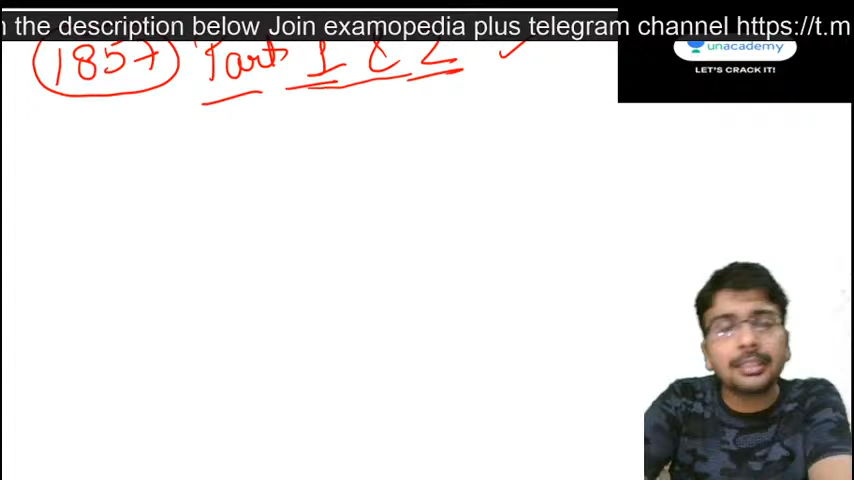 n the description below Join examopedia plus telegram channel https://t.m
1857 Part 1 & 2
unacademy
LET'S CRACK IT!